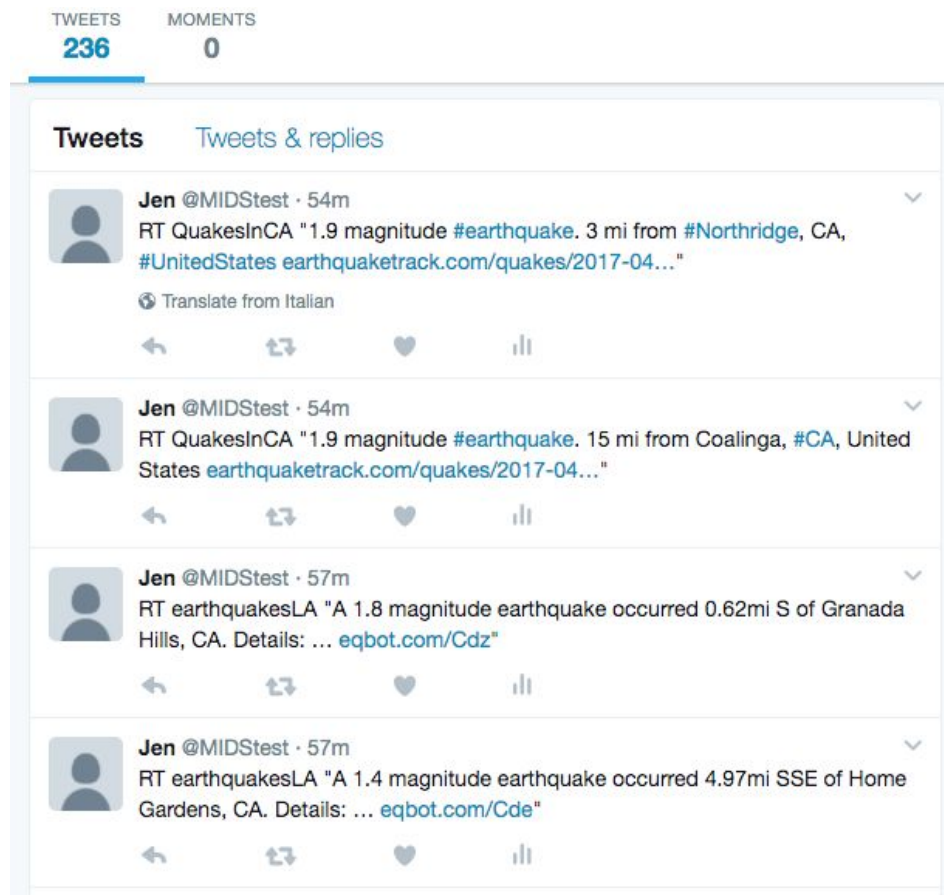 TWEETS MOMENTS
236 0
Tweets Tweets & replies
Jen @MIDStest · 54m
RT QuakesInCA "1.9 magnitude #earthquake. 3 mi from #Northridge, CA,
#UnitedStates earthquaketrack.com/quakes/2017-04…"
Translate from Italian
Jen @MIDStest · 54m
RT QuakesInCA "1.9 magnitude #earthquake. 15 mi from Coalinga, #CA, United
States earthquaketrack.com/quakes/2017-04…"
Jen @MIDStest · 57m
RT earthquakesLA "A 1.8 magnitude earthquake occurred 0.62mi S of Granada
Hills, CA. Details: … eqbot.com/Cdz"
Jen @MIDStest · 57m
RT earthquakesLA "A 1.4 magnitude earthquake occurred 4.97mi SSE of Home
Gardens, CA. Details: … eqbot.com/Cde"